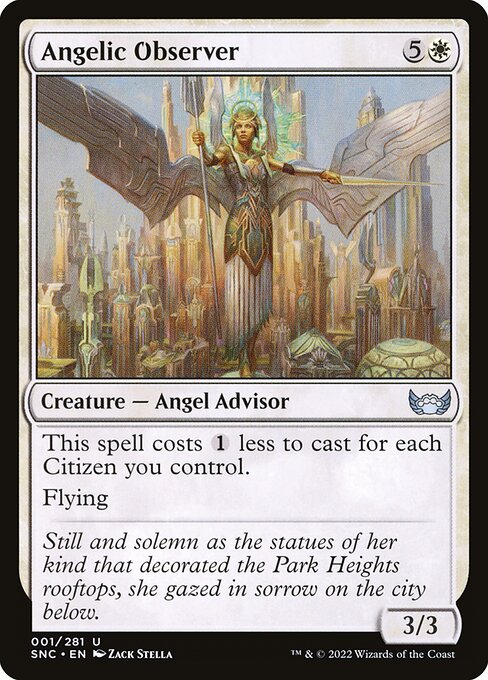 Angelic Observer 5
Creature — Angel Advisor
This spell costs 1 less to cast for each
Citizen you control.
Flying
Still and solemn as the statues of her
kind that decorated the Park Heights
rooftops, she gazed in sorrow on the city
below.
3/3
001/281 U
SNC • EN Zack Stella ™ & © 2022 Wizards of the Coast